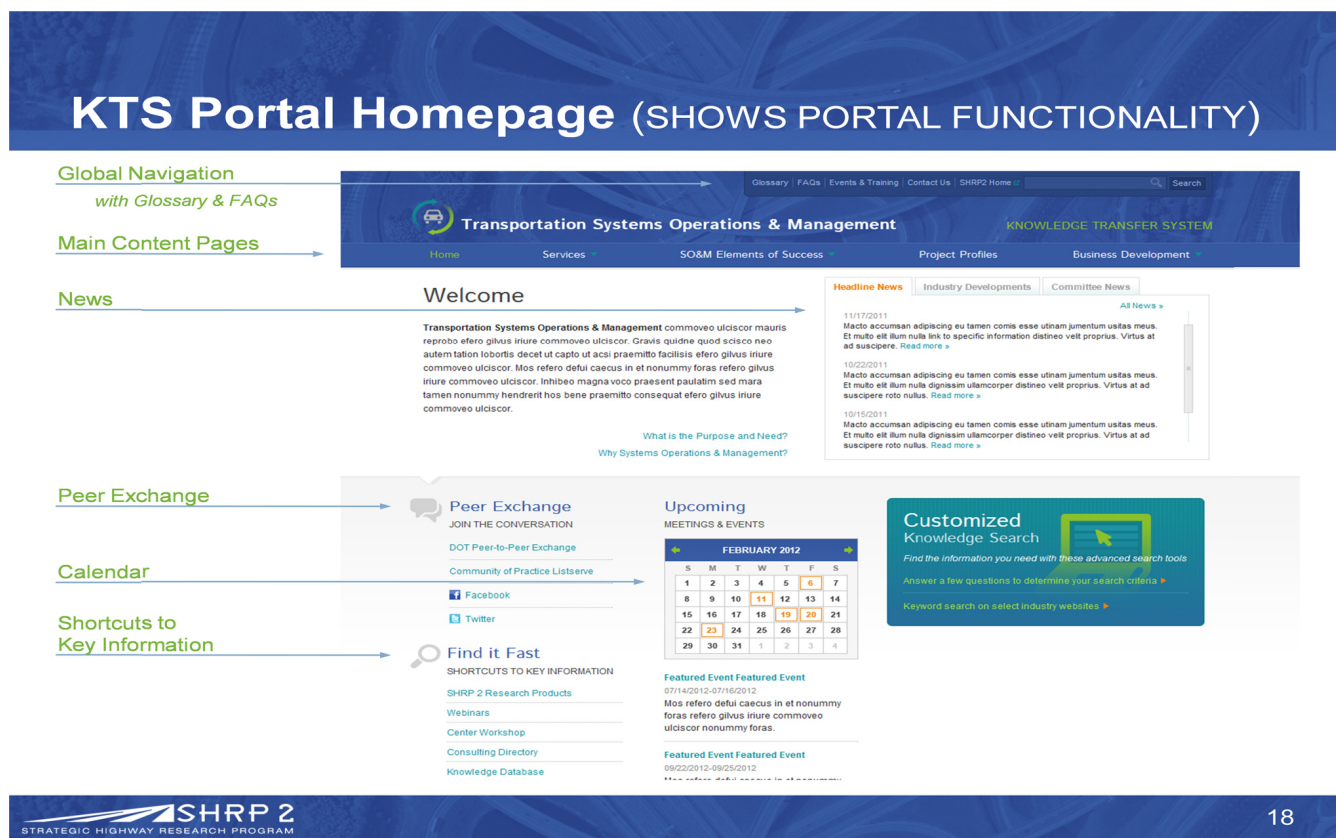 KTS Portal Homepage (SHOWS PORTAL FUNCTIONALITY)
Global Navigation
with Glossary & FAQs
Main Content Pages
News
Peer Exchange
Calendar
Shortcuts to
Key Information
Glossary | FAQs | Events & Training | Contact Us | SHRP2 Home
Search
Transportation Systems Operations & Management
KNOWLEDGE TRANSFER SYSTEM
Home Services SO&M Elements of Success Project Profiles Business Development
Welcome
Transportation Systems Operations & Management commoveo ulciscor mauris
reprobo efero gilvus iriure commoveo ulciscor. Gravis quidne quod scisco neo
autem tation lobortis decet ut capto ut acsi praemitto facilisis efero gilvus iriure
commoveo ulciscor. Mos refero defui caecus in et nonummy foras refero gilvus
iriure commoveo ulciscor. Inhibeo magna voco praesent paulatim sed mara
tamen nonummy hendrerit hos bene praemitto consequat efero gilvus iriure
commoveo ulciscor.
What is the Purpose and Need?
Why Systems Operations & Management?
Headline News Industry Developments Committee News
All News »
11/17/2011
Macto accumsan adipiscing eu tamen comis esse utinam jumentum usitas meus.
Et multo elit illum nulla link to specific information distineo velit proprius. Virtus at
ad suscipere. Read more »
10/22/2011
Macto accumsan adipiscing eu tamen comis esse utinam jumentum usitas meus.
Et multo elit illum nulla dignissim ullamcorper distineo velit proprius. Virtus at ad
suscipere roto nullus. Read more »
10/15/2011
Macto accumsan adipiscing eu tamen comis esse utinam jumentum usitas meus.
Et multo elit illum nulla dignissim ullamcorper distineo velit proprius. Virtus at ad
suscipere roto nullus. Read more »
Peer Exchange
JOIN THE CONVERSATION
DOT Peer-to-Peer Exchange
Community of Practice Listserve
Facebook
Twitter
Find it Fast
SHORTCUTS TO KEY INFORMATION
SHRP 2 Research Products
Webinars
Center Workshop
Consulting Directory
Knowledge Database
Upcoming
MEETINGS & EVENTS
FEBRUARY 2012
S M T W T F S
1 2 3 4 5 6 7
8 9 10 11 12 13 14
15 16 17 18 19 20 21
22 23 24 25 26 27 28
29 30 31 1 2 3 4
Featured Event Featured Event
07/14/2012-07/16/2012
Mos refero defui caecus in et nonummy
foras refero gilvus iriure commoveo
ulciscor nonummy foras.
Featured Event Featured Event
09/22/2012-09/25/2012
Customized
Knowledge Search
Find the information you need with these advanced search tools
Answer a few questions to determine your search criteria
Keyword search on select industry websites
SHRP 2
STRATEGIC HIGHWAY RESEARCH PROGRAM
18